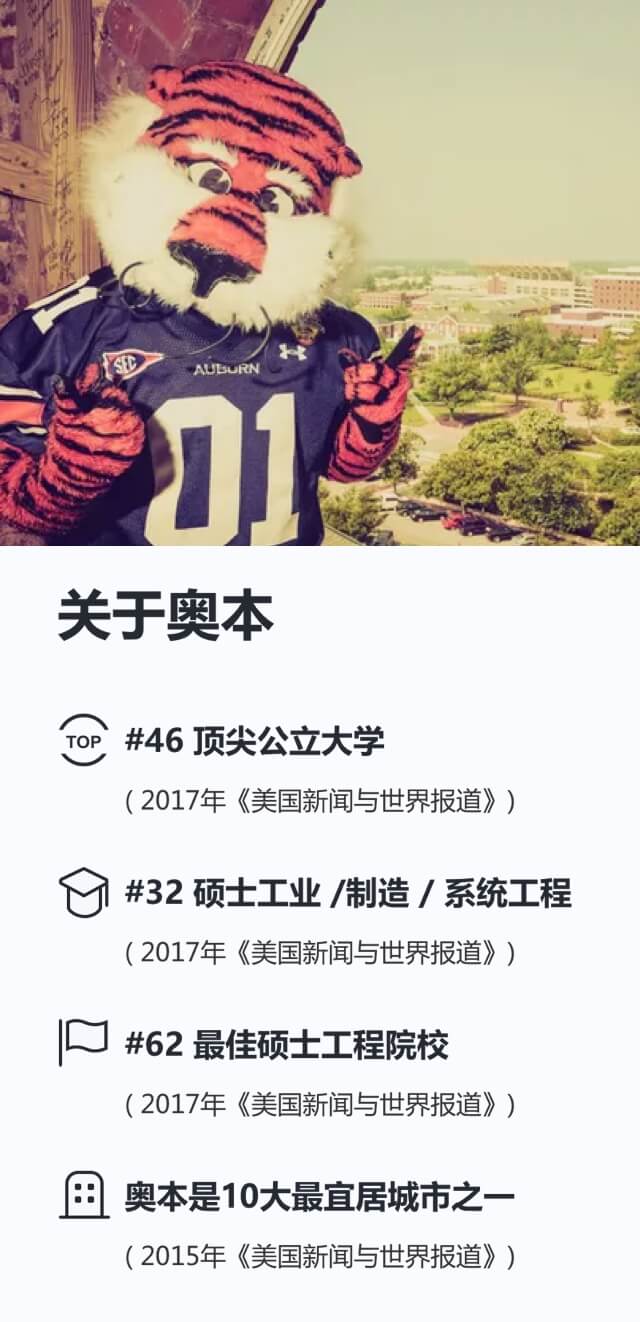 SEC
AUBURN
01
01
关于奥本
TOP
#46 顶尖公立大学
( 2017年《美国新闻与世界报道》)
#32 硕士工业 /制造 / 系统工程
( 2017年《美国新闻与世界报道》)
#62 最佳硕士工程院校
( 2017年《美国新闻与世界报道》)
奥本是10大最宜居城市之一
( 2015年《美国新闻与世界报道》)